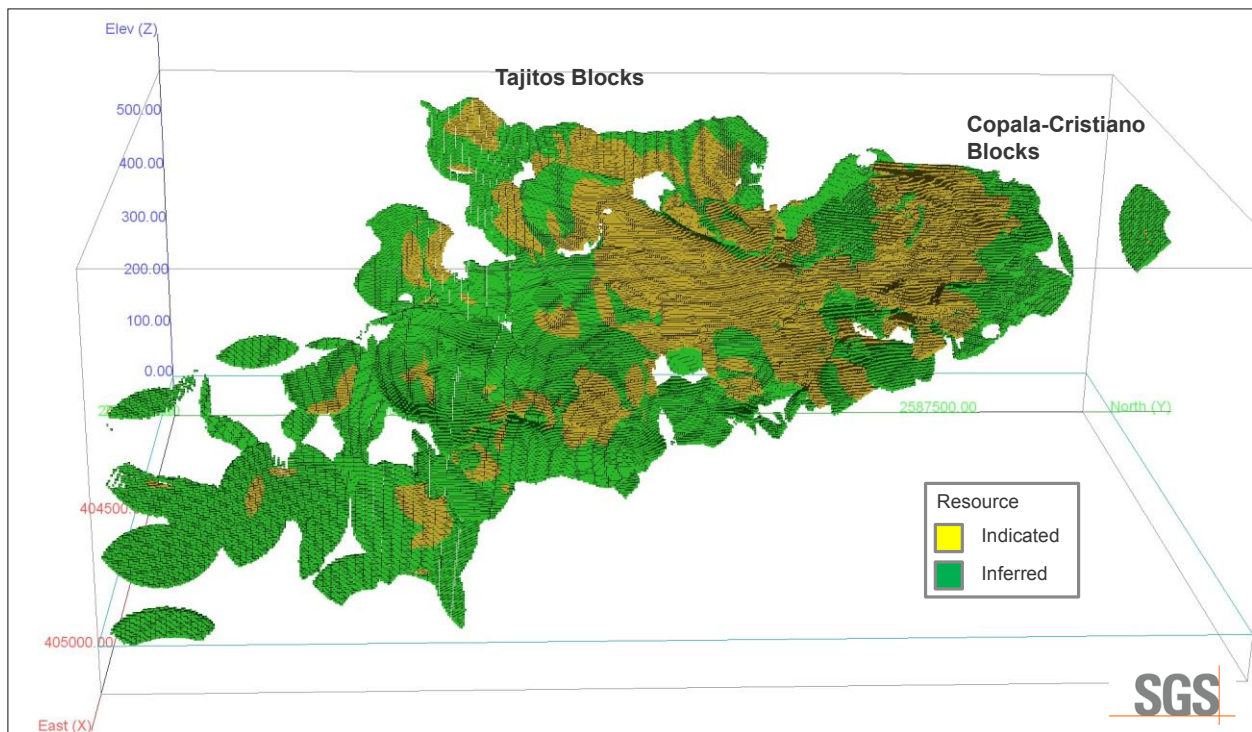 Elev (Z)
Tajitos Blocks
500.00
Copala-Cristiano
Blocks
400.00
300.00
200.00
100.00
0.00
2587500.00
North (Y)
Resource
404500.
Indicated
Inferred
405000.00
SGS
East (X)